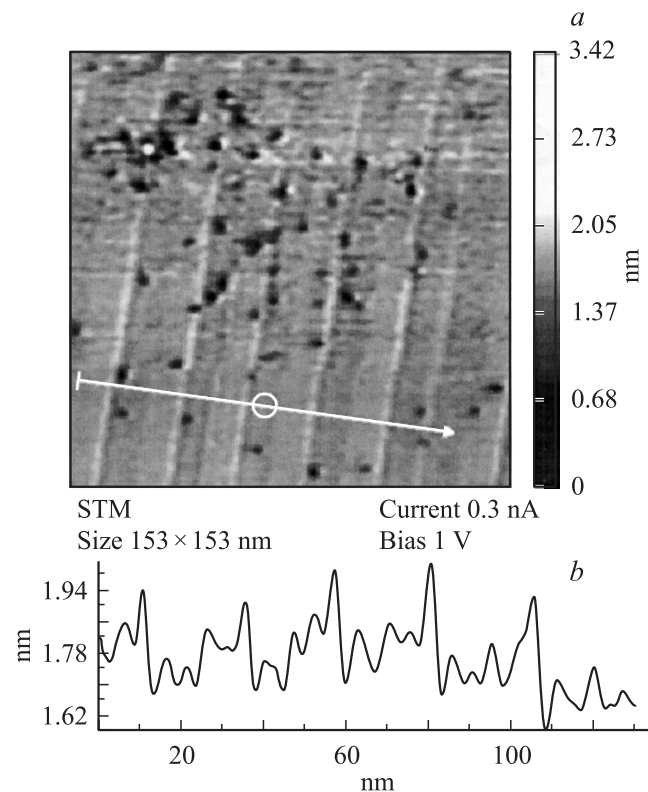 a
3.42
2.73
2.05
nm
1.37
0.68
0
STM
Current 0.3 nA
Size 153 × 153 nm
Bias 1 V
b
1.94
nm
1.78
1.62
20
60
100
nm